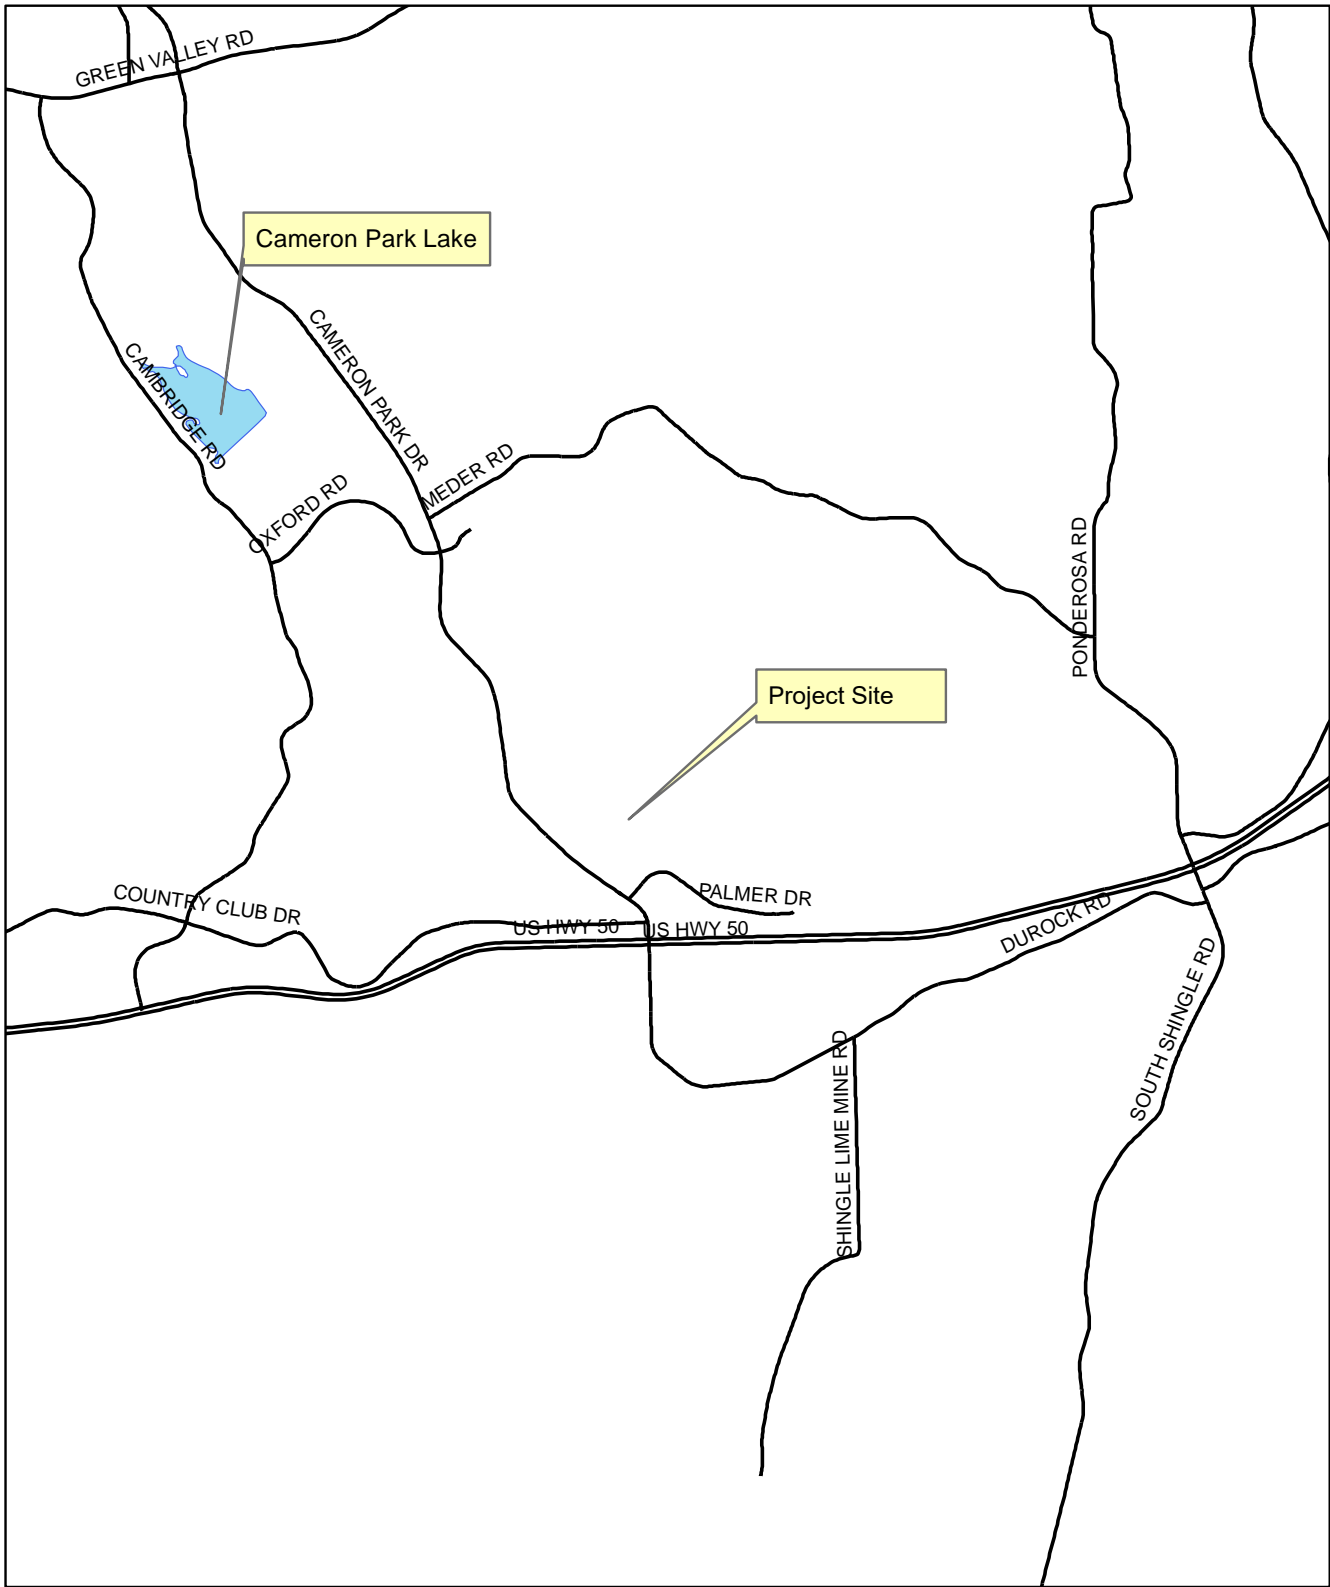 GREEN VALLEY RD
Cameron Park Lake
CAMERON PARK DR
CAMBRIDGE RD
MEDER RD
OXFORD RD
PONDEROSA RD
Project Site
PALMER DR
COUNTRY CLUB DR
US HWY 50
US HWY 50
DUROCK RD
SOUTH SHINGLE RD
SHINGLE LIME MINE RD